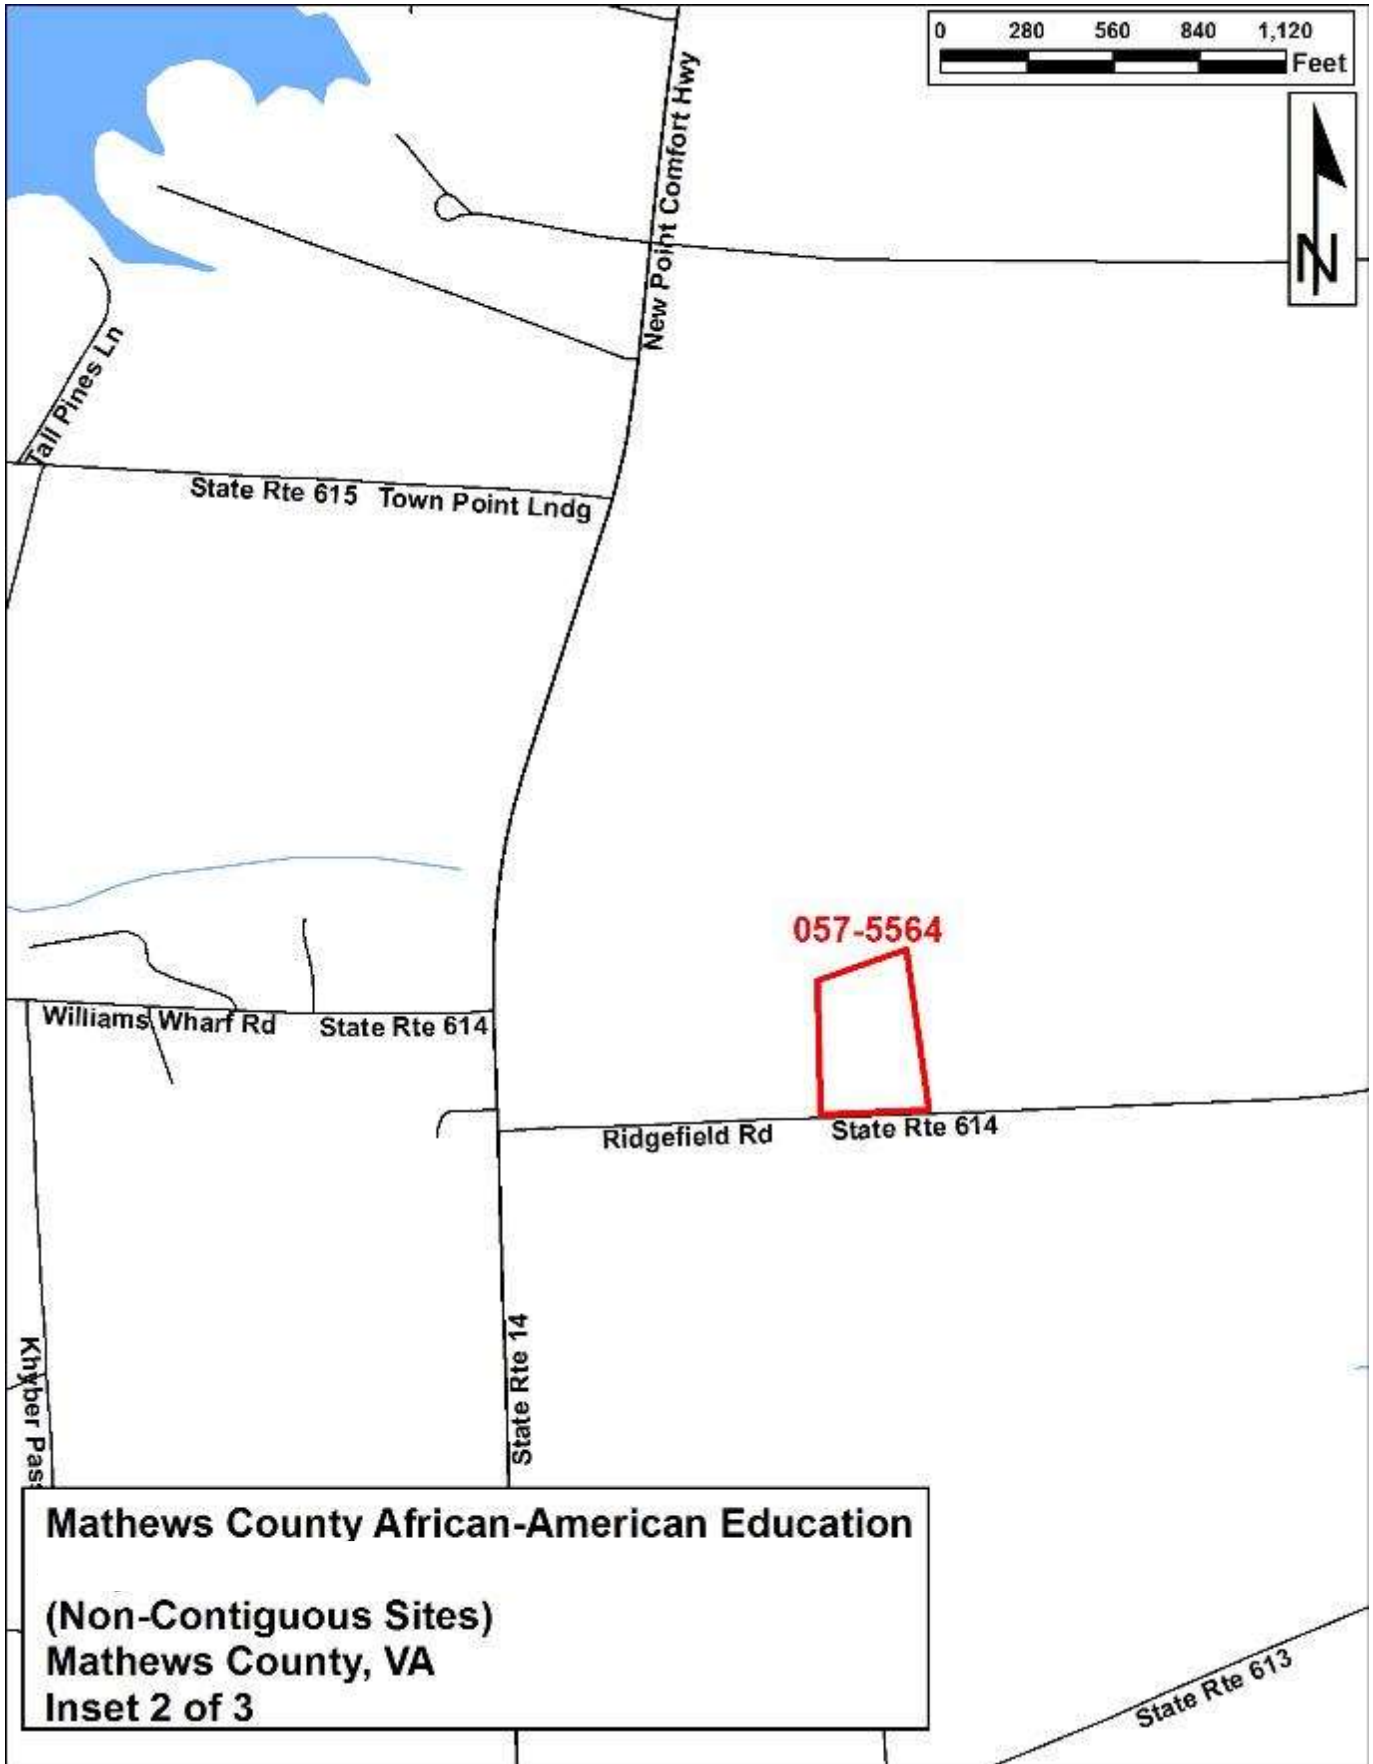 0 280 560 840 1,120
Feet
New Point Comfort Hwy
N
Tall Pines Ln
State Rte 615 Town Point Lndg
057-5564
Williams Wharf Rd State Rte 614
Ridgefield Rd State Rte 614
State Rte 14
Khyber Pass
Mathews County African-American Education
(Non-Contiguous Sites)
Mathews County, VA
Inset 2 of 3
State Rte 613